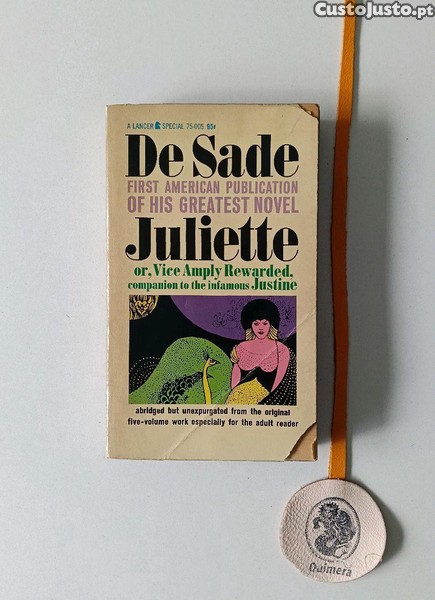 CustoJusto.pt
A LANCER SPECIAL 75-005 95¢
De Sade
FIRST AMERICAN PUBLICATION
OF HIS GREATEST NOVEL
Juliette
or, Vice Amply Rewarded,
companion to the infamous Justine
abridged but unexpurgated from the original
five-volume work especially for the adult reader
Quimera